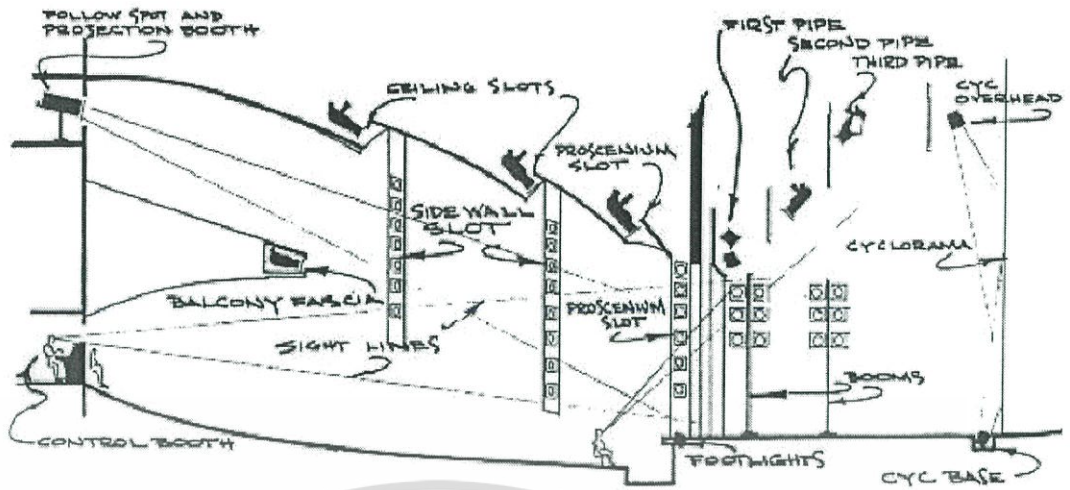 FOLLOW SPOT AND
PROJECTION BOOTH
CEILING SLOTS
PROSCENIUM
SLOT
FIRST PIPE
SECOND PIPE
THIRD PIPE
CYC
OVERHEAD
SIDE WALL
SLOT
CYCLORAMA
BALCONY FASCIA
PROSCENIUM
SLOT
SIGHT LINES
BOOMS
CONTROL BOOTH
FOOTLIGHTS
CYC BASE